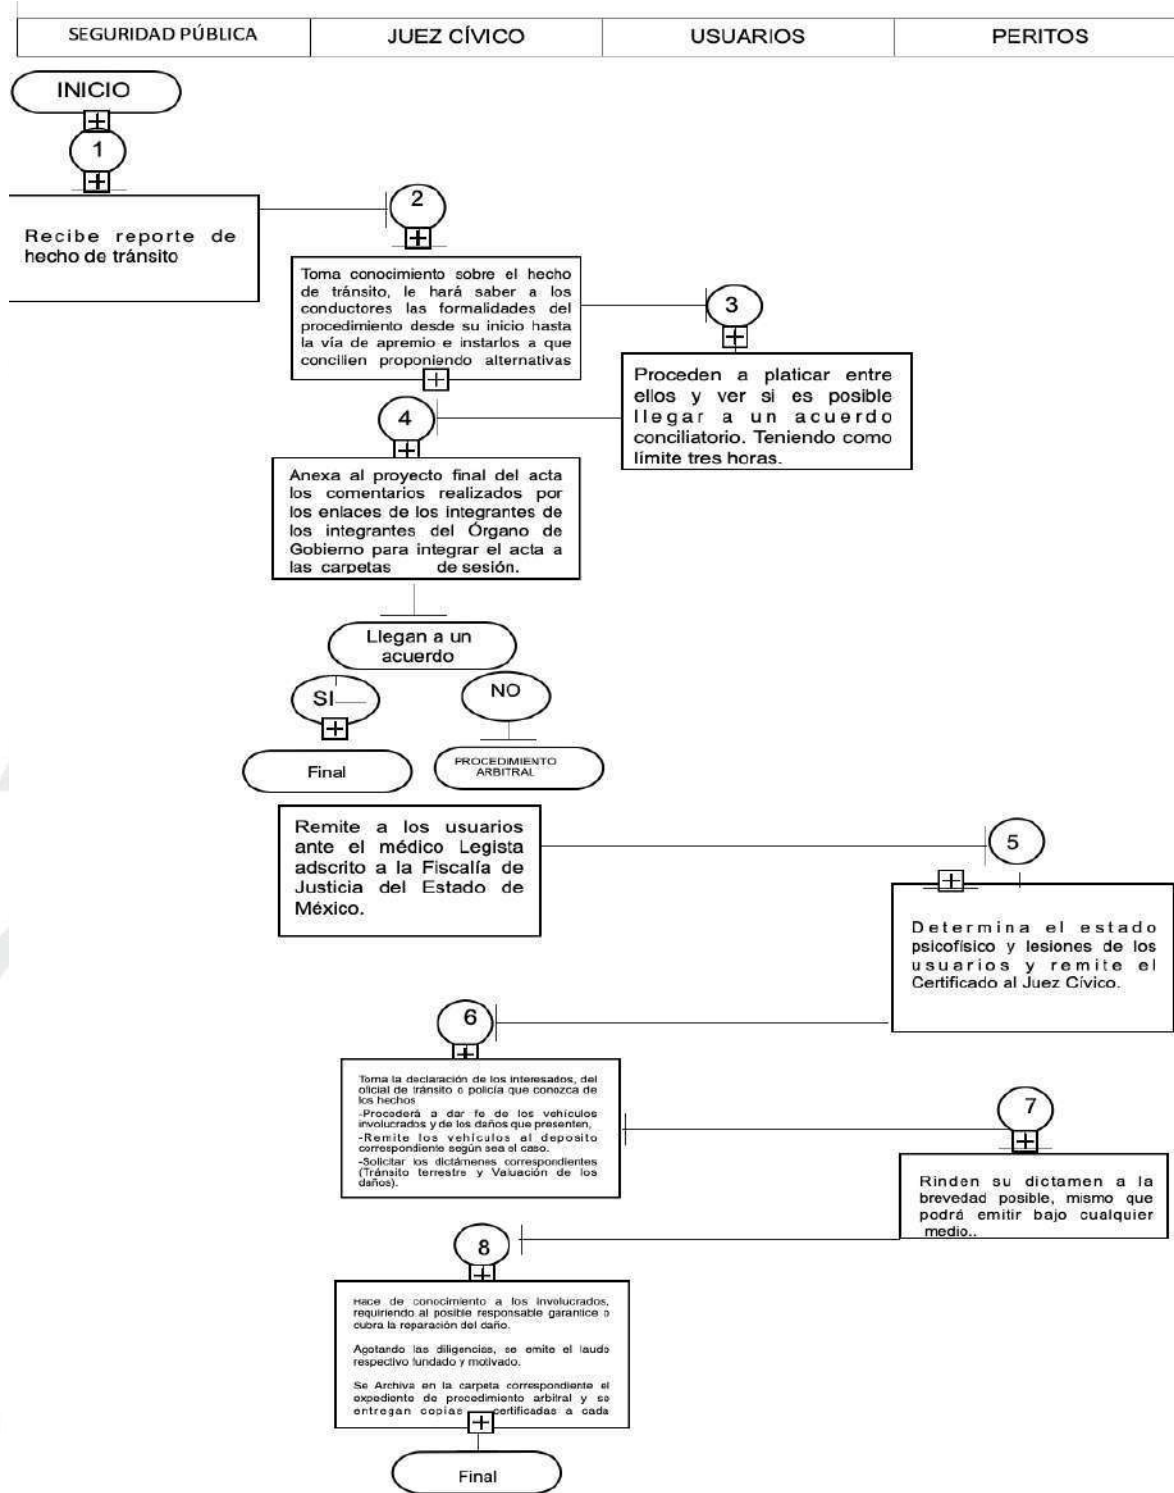 SEGURIDAD PÚBLICA
JUEZ CÍVICO
USUARIOS
PERITOS
INICIO
1
Recibe reporte de
hecho de tránsito
2
Toma conocimiento sobre el hecho
de tránsito, le hará saber a los
conductores las formalidades del
procedimiento desde su inicio hasta
la vía de apremio e instarlos a que
concilien proponiendo alternativas
3
Proceden a platicar entre
ellos y ver si es posible
llegar a un acuerdo
conciliatorio. Teniendo como
límite tres horas.
4
Anexa al proyecto final del acta
los comentarios realizados por
los enlaces de los integrantes de
los integrantes del Órgano de
Gobierno para integrar el acta a
las carpetas de sesión.
Llegan a un
acuerdo
SI
NO
Final
PROCEDIMIENTO
ARBITRAL
Remite a los usuarios
ante el médico Legista
adscrito a la Fiscalía de
Justicia del Estado de
México.
5
Determina el estado
psicofísico y lesiones de los
usuarios y remite el
Certificado al Juez Cívico.
6
Toma la declaración de los interesados, del
oficial de tránsito o policía que conozca de
los hechos
-Procederá a dar fe de los vehículos
involucrados y de los daños que presenten,
-Remite los vehículos al deposito
correspondiente según sea el caso.
-Solicitar los dictámenes correspondientes
(Tránsito terrestre y Valuación de los
daños).
7
Rinden su dictamen a la
brevedad posible, mismo que
podrá emitir bajo cualquier
medio..
8
Hace de conocimiento a los involucrados,
requiriendo al posible responsable garantice o
cubra la reparación del daño.
Agotando las diligencias, se emite el laudo
respectivo fundado y motivado.
Se Archiva en la carpeta correspondiente el
expediente de procedimiento arbitral y se
entregan copias certificadas a cada
Final